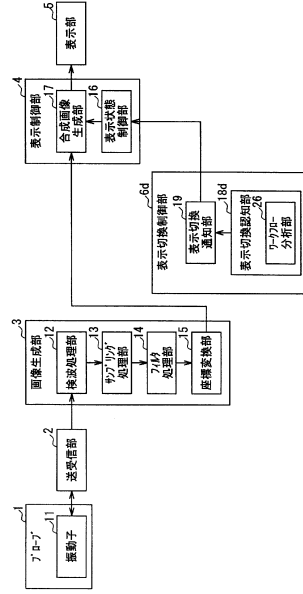 1
プローブ
11
振動子
2
送受信部
3
画像生成部
12
検波処理部
13
サンプリング
処理部
14
フィルタ
処理部
15
座標変換部
4
表示制御部
17
合成画像
生成部
16
表示状態
制御部
5
表示部
6d
表示切換制御部
19
表示切換
通知部
18d
表示切換認知部
26
ワークフロー
分析部